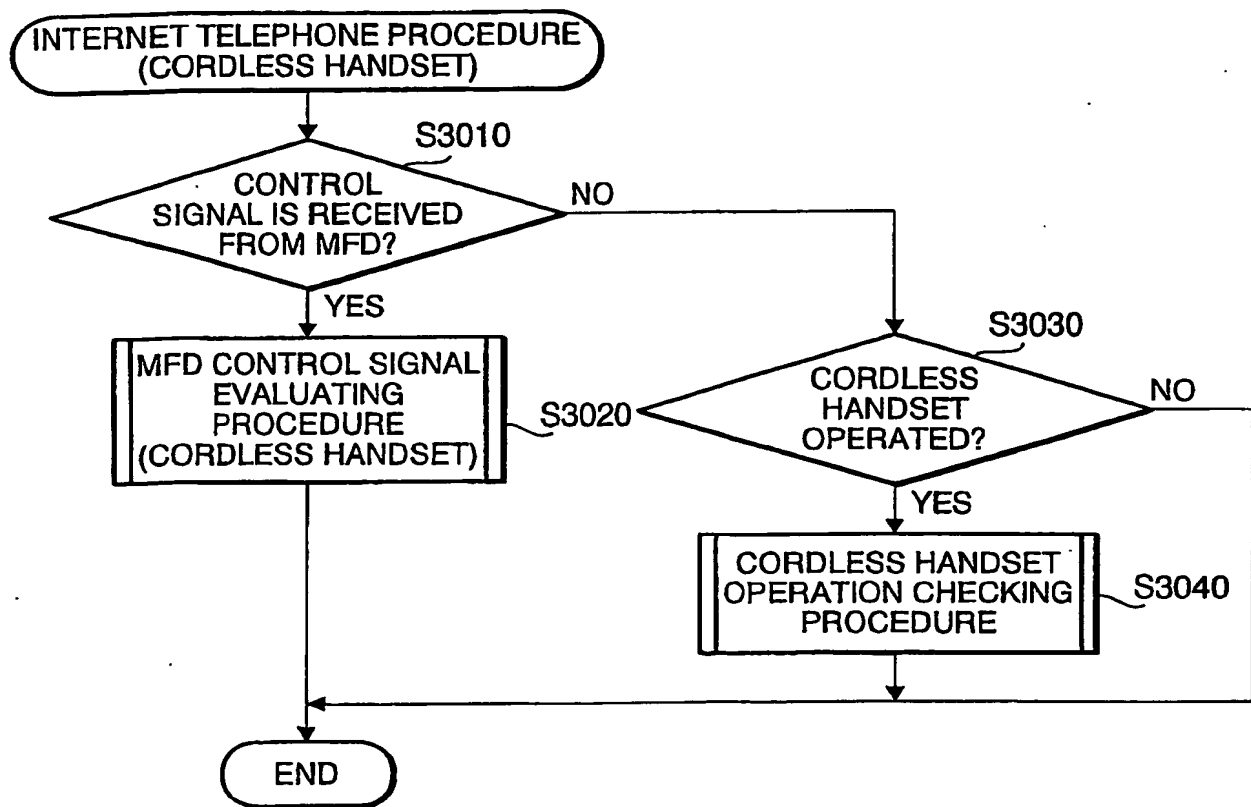 INTERNET TELEPHONE PROCEDURE
(CORDLESS HANDSET)
S3010
CONTROL
SIGNAL IS RECEIVED
FROM MFD?
NO
YES
MFD CONTROL SIGNAL
EVALUATING
PROCEDURE
(CORDLESS HANDSET)
S3020
S3030
CORDLESS
HANDSET
OPERATED?
NO
YES
CORDLESS HANDSET
OPERATION CHECKING
PROCEDURE
S3040
END